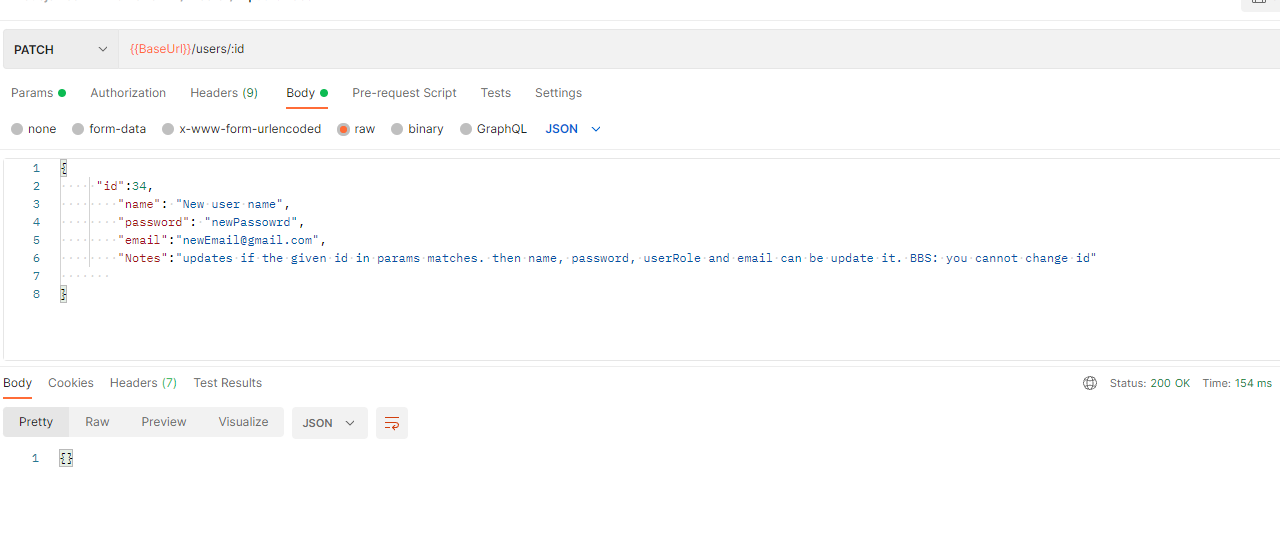 PATCH {{BaseUrl}}/users/:id
Params Authorization Headers (9) Body Pre-request Script Tests Settings
none form-data x-www-form-urlencoded raw binary GraphQL JSON
1 {
2 "id":34,
3 "name": "New user name",
4 "password": "newPassowrd",
5 "email":"newEmail@gmail.com",
6 "Notes":"updates if the given id in params matches. then name, password, userRole and email can be update it. BBS: you cannot change id"
7
8 }
Body Cookies Headers (7) Test Results Status: 200 OK Time: 154 ms
Pretty Raw Preview Visualize JSON
1 {}